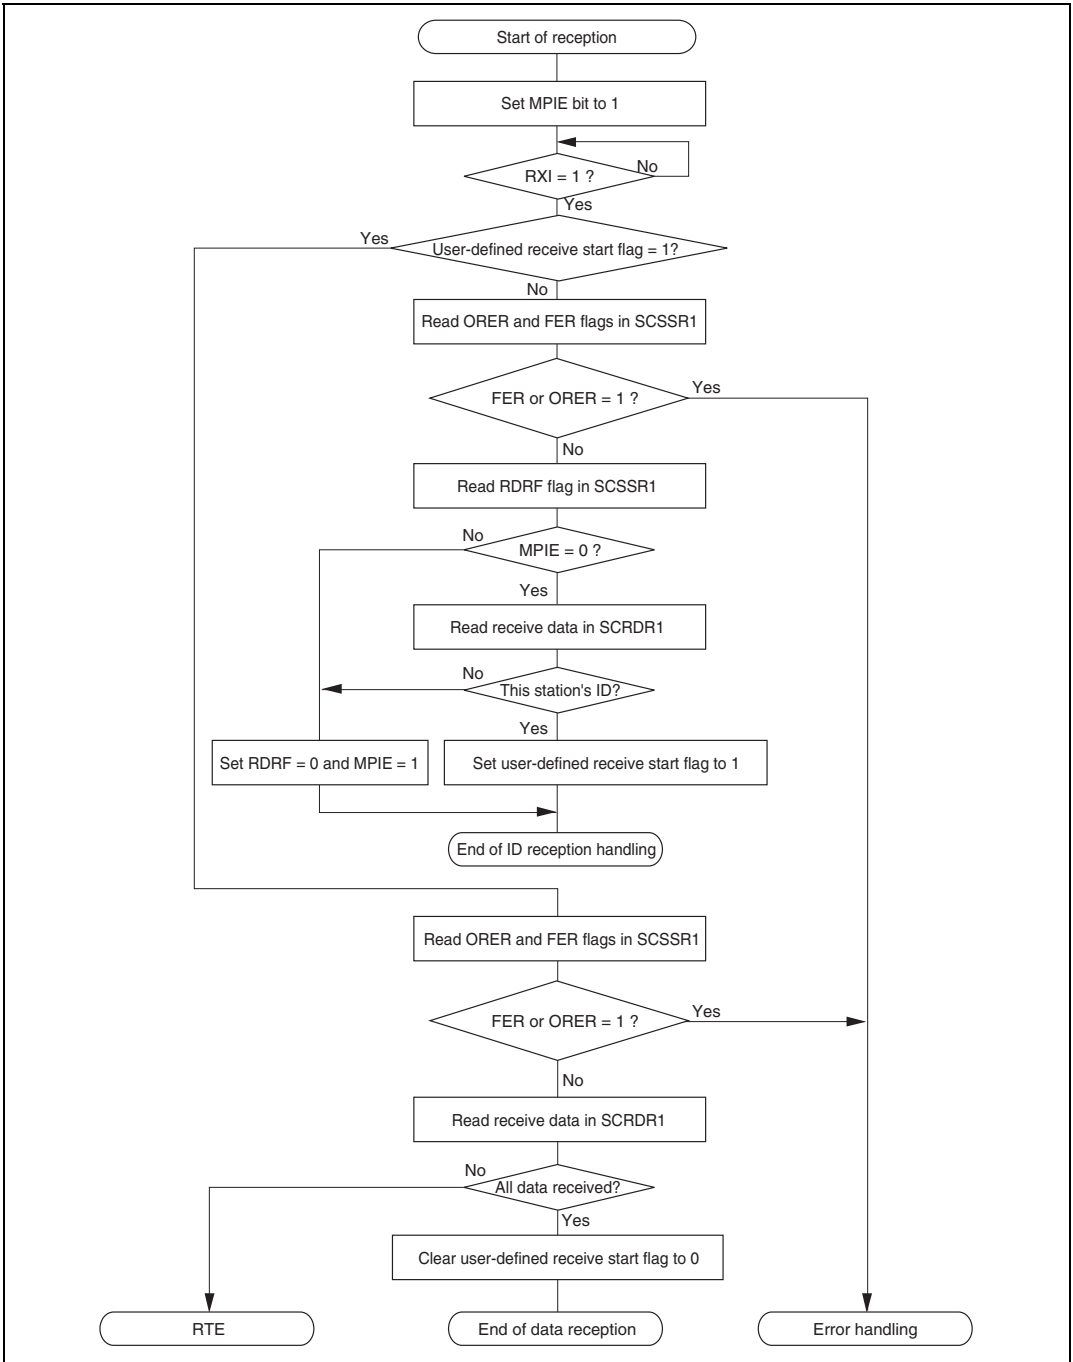 Start of reception
Set MPIE bit to 1
RXI = 1 ?
No
Yes
User-defined receive start flag = 1?
Yes
No
Read ORER and FER flags in SCSSR1
FER or ORER = 1 ?
Yes
No
Read RDRF flag in SCSSR1
No
MPIE = 0 ?
Yes
Read receive data in SCRDR1
No
This station's ID?
Yes
Set RDRF = 0 and MPIE = 1
Set user-defined receive start flag to 1
End of ID reception handling
Read ORER and FER flags in SCSSR1
FER or ORER = 1 ?
Yes
No
Read receive data in SCRDR1
No
All data received?
Yes
Clear user-defined receive start flag to 0
RTE
End of data reception
Error handling